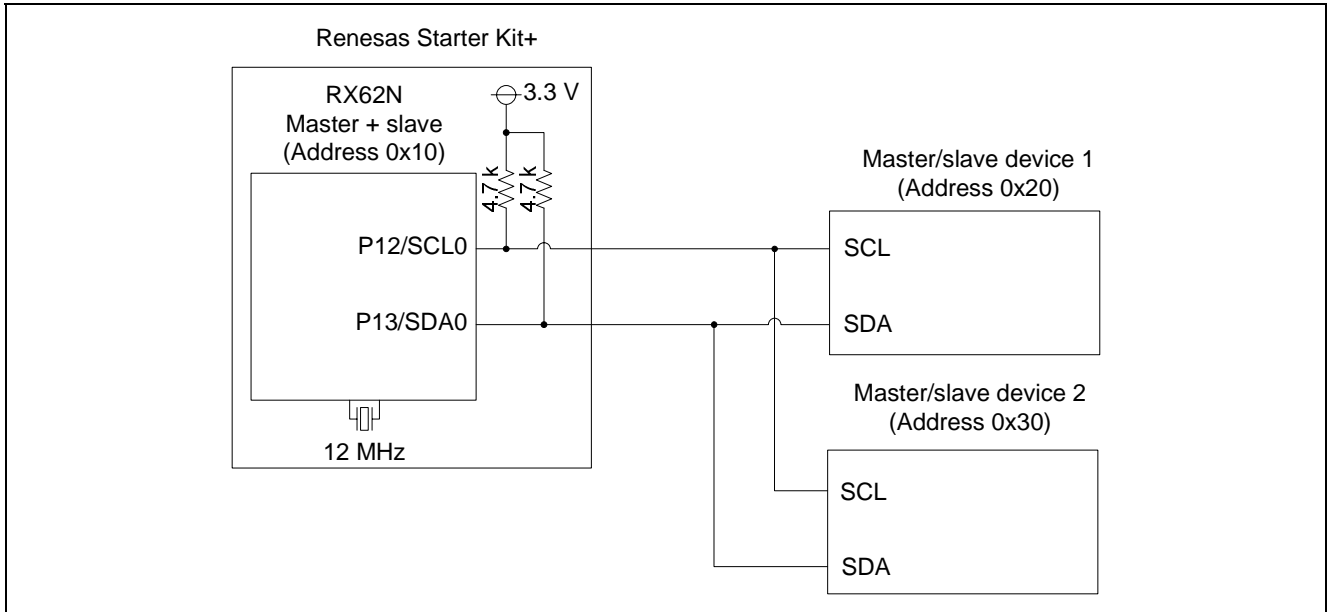 Renesas Starter Kit+
RX62N
Master + slave
(Address 0x10)
3.3 V
4.7 k
4.7 k
P12/SCL0
P13/SDA0
12 MHz
Master/slave device 1
(Address 0x20)
SCL
SDA
Master/slave device 2
(Address 0x30)
SCL
SDA